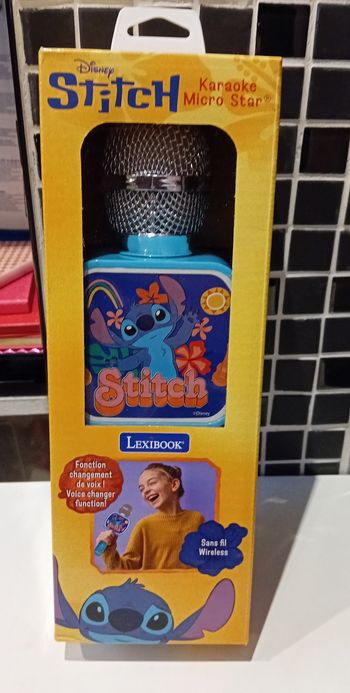 Disney
Stitch
Karaoke
Micro Star®
Stitch
©Disney
LEXIBOOK®
Fonction
changement
de voix !
Voice changer
function!
Sans fil
Wireless